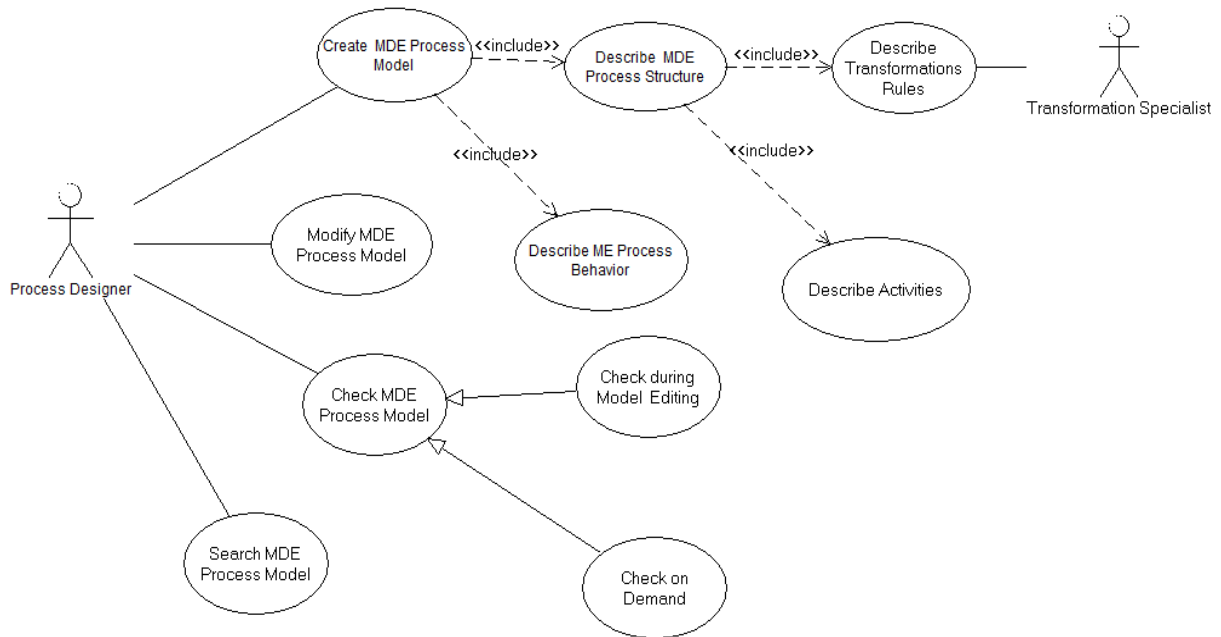 Create MDE Process
Model
<<include>>
Describe MDE
Process Structure
<<include>>
Describe
Transformations
Rules
Transformation Specialist
<<include>>
<<include>>
Process Designer
Modify MDE
Process Model
Describe ME Process
Behavior
Describe Activities
Check MDE
Process Model
Check during
Model Editing
Search MDE
Process Model
Check on
Demand